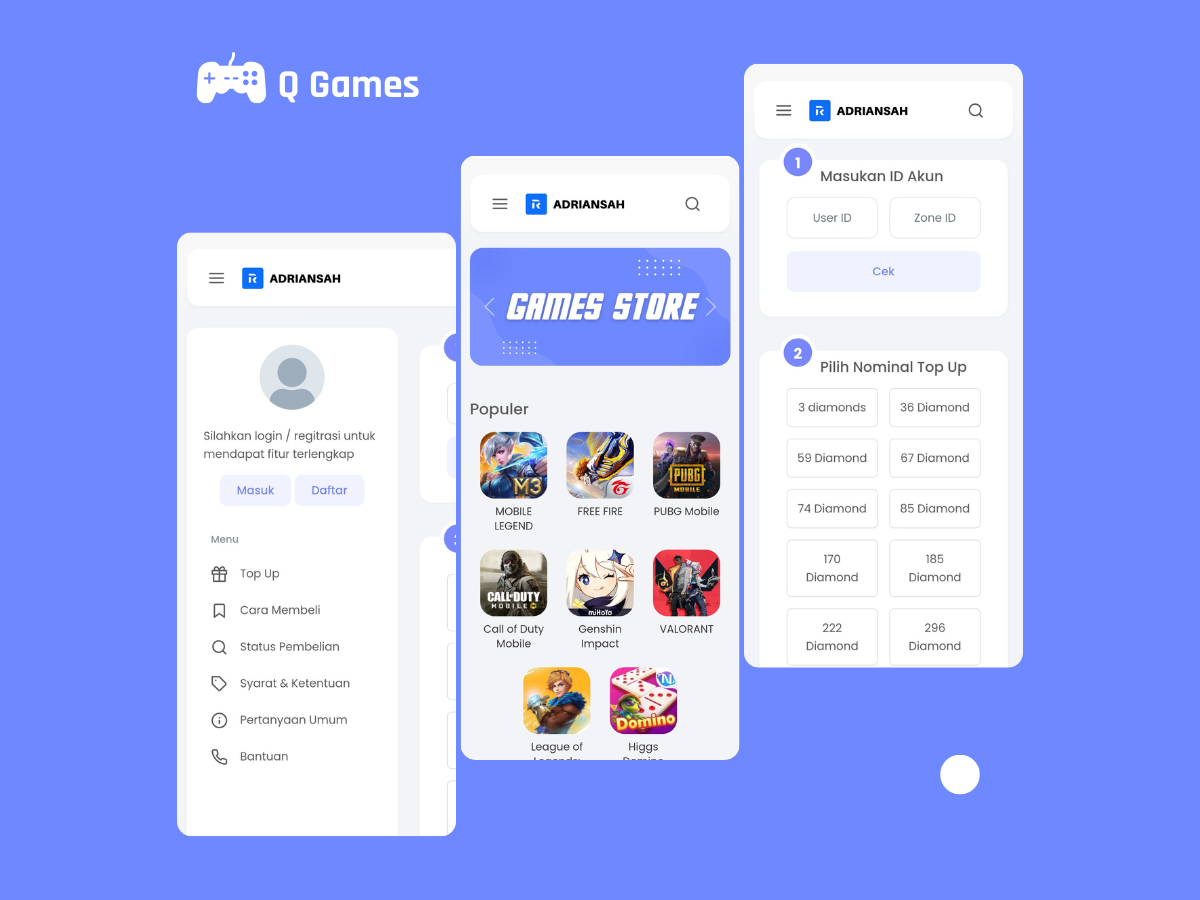 Q Games
ADRIANSAH
Silahkan login / regitrasi untuk
mendapat fitur terlengkap
Masuk
Daftar
Menu
Top Up
Cara Membeli
Status Pembelian
Syarat & Ketentuan
Pertanyaan Umum
Bantuan
ADRIANSAH
GAMES STORE
Populer
M3
PUBG
MOBILE
MOBILE
LEGEND
FREE FIRE
PUBG Mobile
CALL OF DUTY
MOBILE
miHoYo
Call of Duty
Mobile
Genshin
Impact
VALORANT
Domino
League of
Legends:
Higgs
Domino
ADRIANSAH
1
Masukan ID Akun
User ID
Zone ID
Cek
2
Pilih Nominal Top Up
3 diamonds
36 Diamond
59 Diamond
67 Diamond
74 Diamond
85 Diamond
170
Diamond
185
Diamond
222
Diamond
296
Diamond